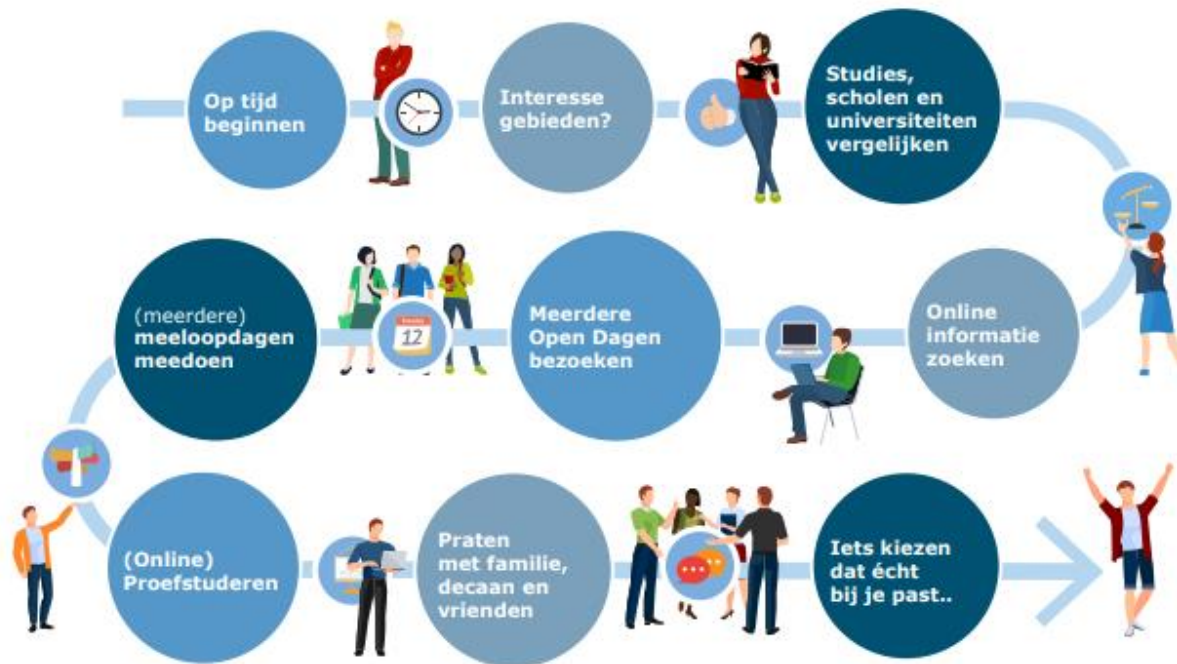 Op tijd
beginnen
Interesse
gebieden?
Studies,
scholen en
universiteiten
vergelijken
Online
informatie
zoeken
Meerdere
Open Dagen
bezoeken
12
(meerdere)
meeloopdagen
meedoen
(Online)
Proefstuderen
Praten
met familie,
decaan en
vrienden
Iets kiezen
dat écht
bij je past..